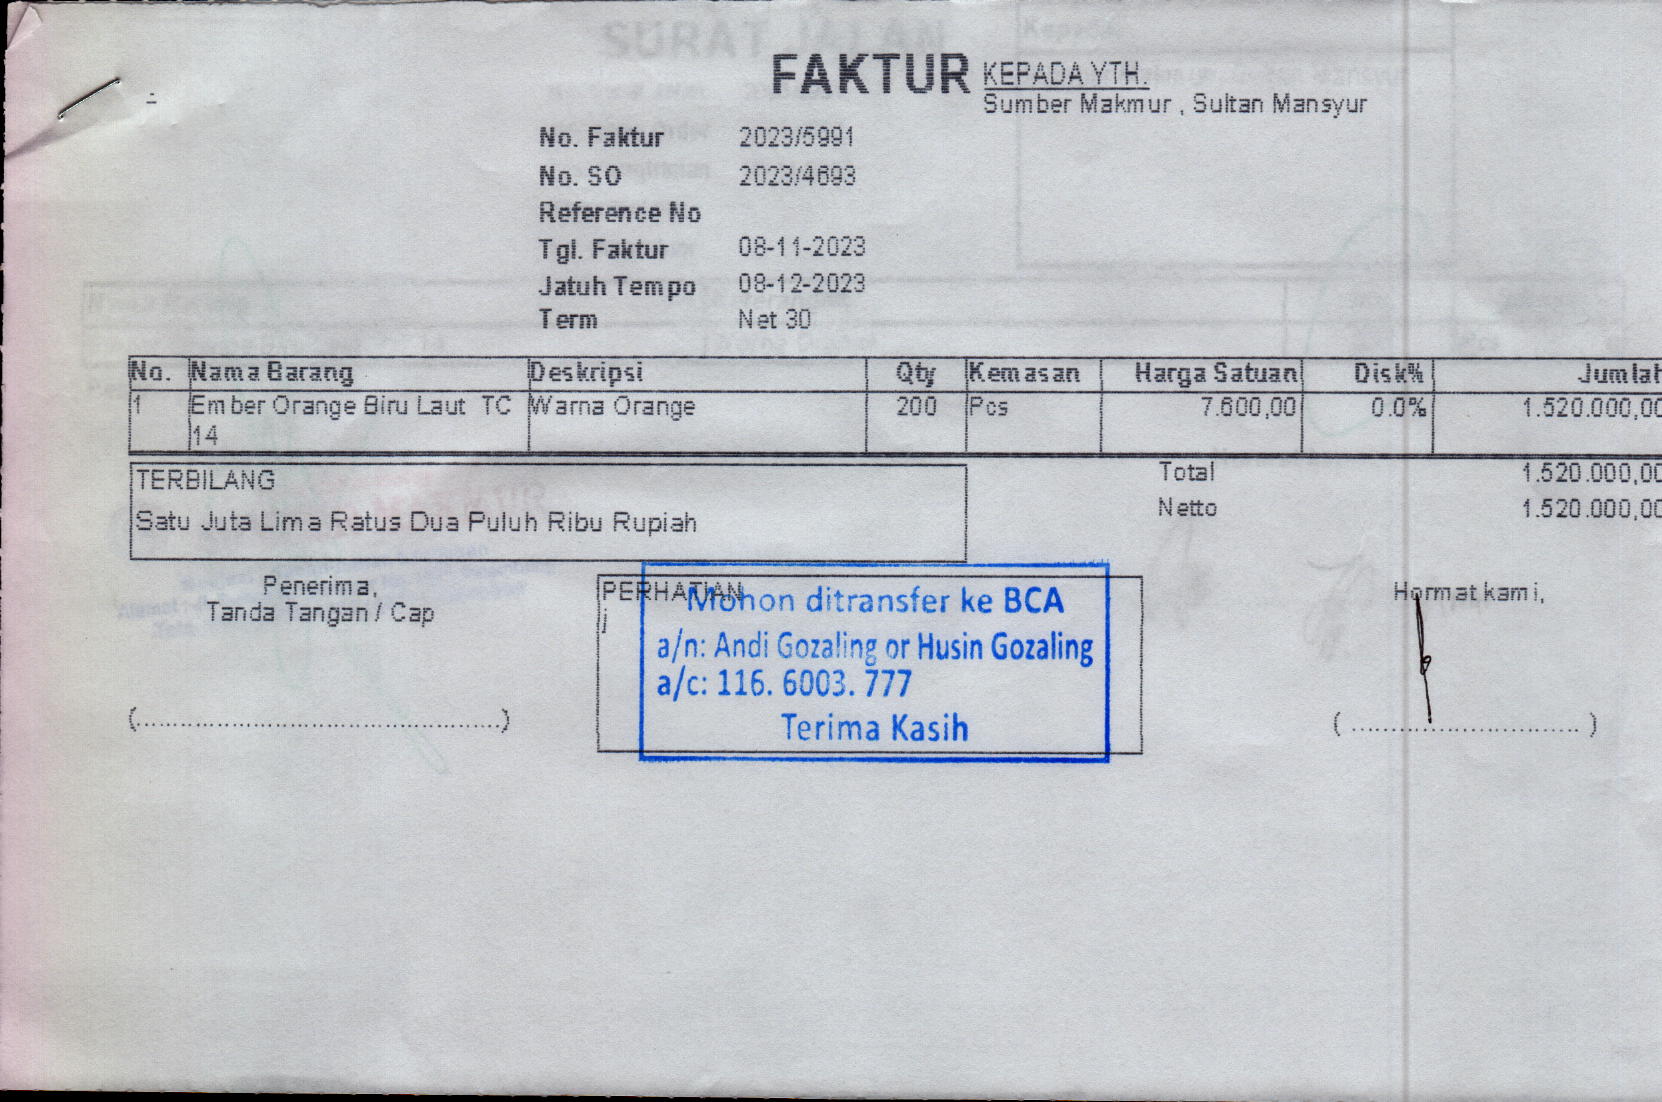 FAKTUR
KEPADA YTH.
Sumber Makmur , Sultan Mansyur
No. Faktur 2023/5991
No. SO 2023/4693
Reference No
Tgl. Faktur 08-11-2023
Jatuh Tempo 08-12-2023
Term Net 30
No. Nama Barang Deskripsi Qty Kemasan Harga Satuan Disk% Jumlah
1 Ember Orange Biru Laut TC Warna Orange 200 Pcs 7.600,00 0.0% 1.520.000,00
14
TERBILANG
Total 1.520.000,00
Satu Juta Lima Ratus Dua Puluh Ribu Rupiah
Netto 1.520.000,00
Penerima,
Tanda Tangan / Cap
(..........................................)
PERHATIAN
j
Mohon ditransfer ke BCA
a/n: Andi Gozaling or Husin Gozaling
a/c: 116. 6003. 777
Terima Kasih
Hormat kami,
( ............................ )